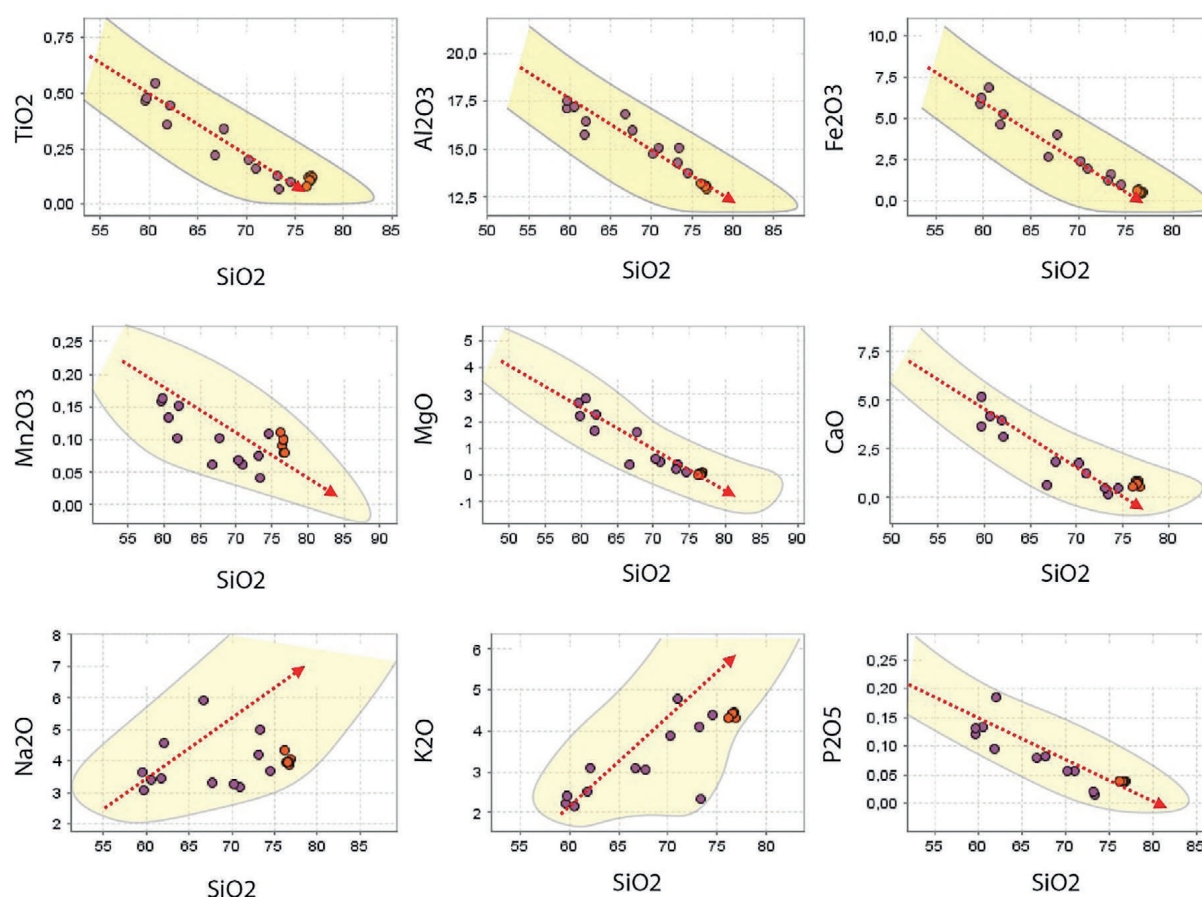 TiO2
0,75
0,50
0,25
0,00
55 60 65 70 75 80 85
SiO2
Al2O3
20,0
17,5
15,0
12,5
50 55 60 65 70 75 80 85
SiO2
Fe2O3
10,0
7,5
5,0
2,5
0,0
55 60 65 70 75 80
SiO2
Mn2O3
0,25
0,20
0,15
0,10
0,05
0,00
55 60 65 70 75 80 85 90
SiO2
MgO
5
4
3
2
1
0
-1
50 55 60 65 70 75 80 85 90
SiO2
CaO
7,5
5,0
2,5
0,0
55 60 65 70 75 80
SiO2
Na2O
8
7
6
5
4
3
2
55 60 65 70 75 80 85
SiO2
K2O
6
5
4
3
2
55 60 65 70 75 80
SiO2
P2O5
0,25
0,20
0,15
0,10
0,05
0,00
55 60 65 70 75 80 85
SiO2